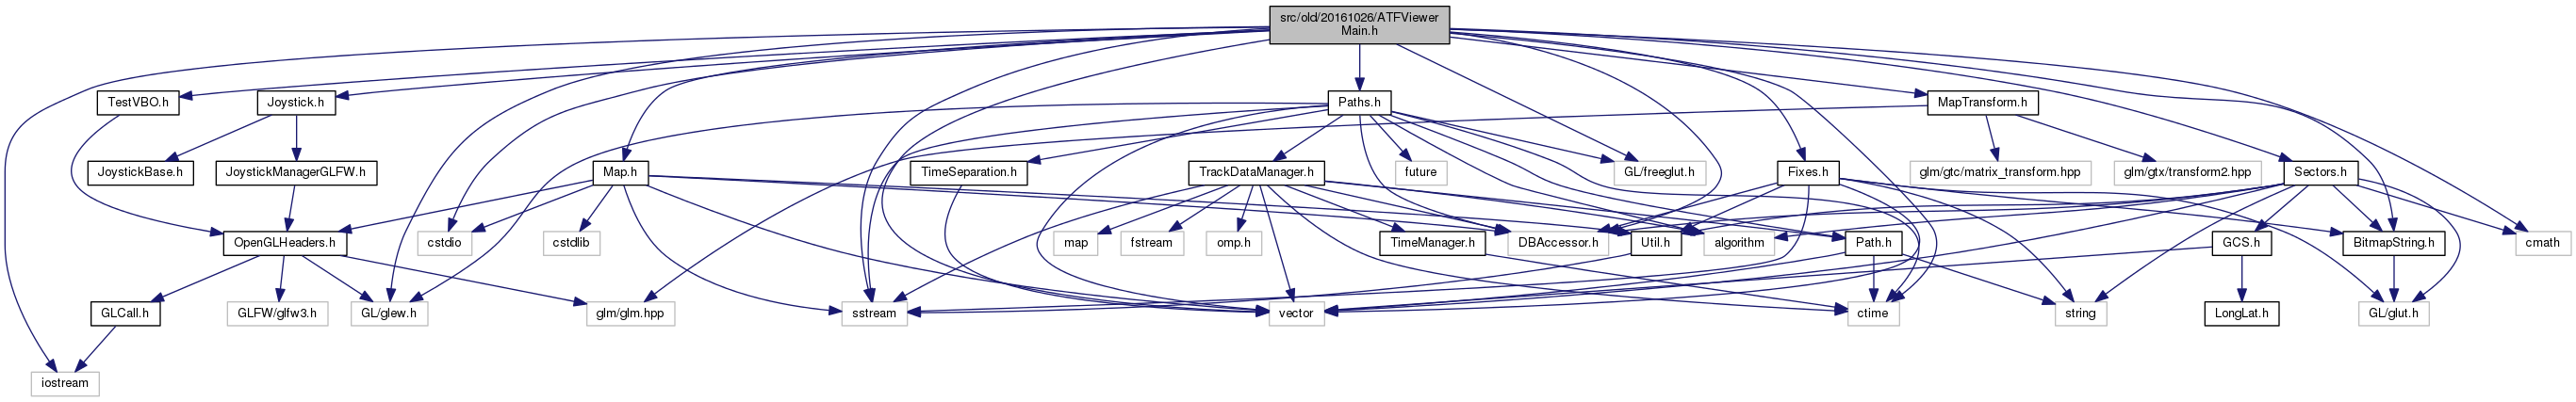 src/old/20161026/ATFViewer
Main.h
TestVBO.h
Joystick.h
Paths.h
MapTransform.h
JoystickBase.h
JoystickManagerGLFW.h
Map.h
TimeSeparation.h
TrackDataManager.h
future
GL/freeglut.h
Fixes.h
glm/gtc/matrix_transform.hpp
glm/gtx/transform2.hpp
Sectors.h
OpenGLHeaders.h
cstdio
cstdlib
map
fstream
omp.h
TimeManager.h
DBAccessor.h
Util.h
algorithm
Path.h
GCS.h
BitmapString.h
cmath
GLCall.h
GLFW/glfw3.h
GL/glew.h
glm/glm.hpp
sstream
vector
ctime
string
LongLat.h
GL/glut.h
iostream